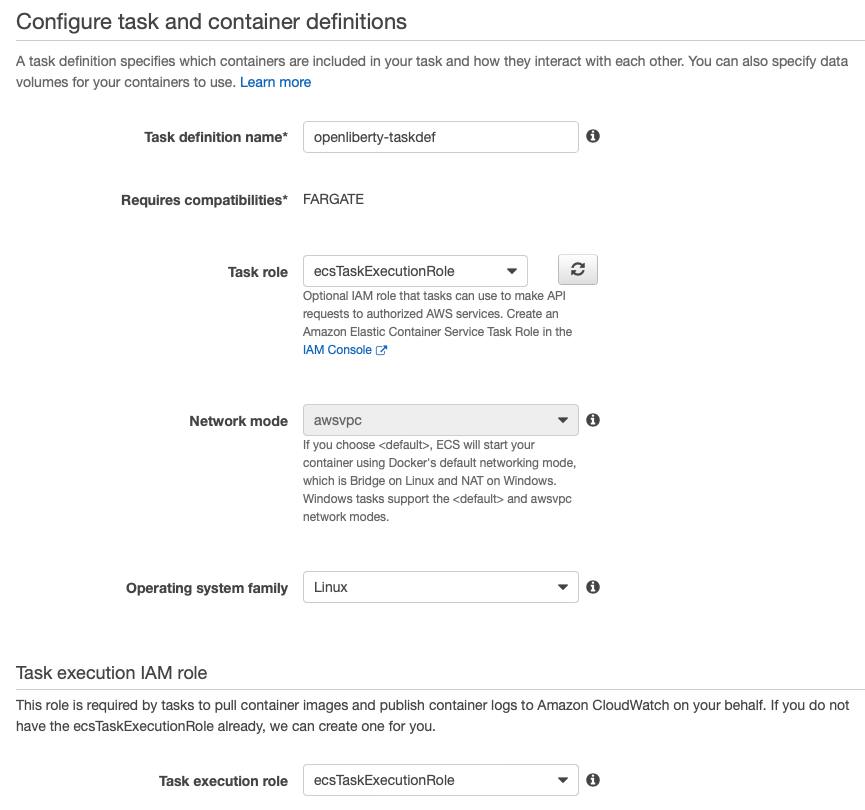 Configure task and container definitions
A task definition specifies which containers are included in your task and how they interact with each other. You can also specify data
volumes for your containers to use. Learn more
Task definition name* openliberty-taskdef
Requires compatibilities* FARGATE
Task role ecsTaskExecutionRole
Optional IAM role that tasks can use to make API
requests to authorized AWS services. Create an
Amazon Elastic Container Service Task Role in the
IAM Console
Network mode awsvpc
If you choose <default>, ECS will start your
container using Docker's default networking mode,
which is Bridge on Linux and NAT on Windows.
Windows tasks support the <default> and awsvpc
network modes.
Operating system family Linux
Task execution IAM role
This role is required by tasks to pull container images and publish container logs to Amazon CloudWatch on your behalf. If you do not
have the ecsTaskExecutionRole already, we can create one for you.
Task execution role ecsTaskExecutionRole